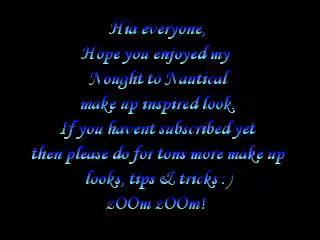 Hia everyone,
Hope you enjoyed my
Nought to Nautical
make up inspired look,
If you havent subscribed yet
then please do for tons more make up
looks, tips & tricks : )
zOOm zOOm!